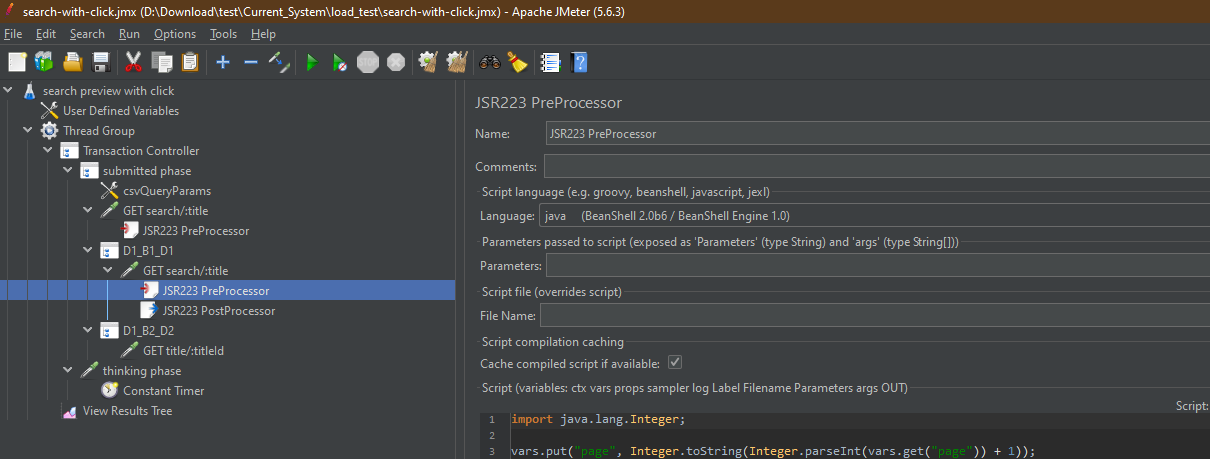 search-with-click.jmx (D:\Download\test\Current_System\load_test\search-with-click.jmx) - Apache JMeter (5.6.3)
File Edit Search Run Options Tools Help
STOP
search preview with click
User Defined Variables
Thread Group
Transaction Controller
submitted phase
csvQueryParams
GET search/:title
JSR223 PreProcessor
D1_B1_D1
GET search/:title
JSR223 PreProcessor
JSR223 PostProcessor
D1_B2_D2
GET title/:titleId
thinking phase
Constant Timer
View Results Tree
JSR223 PreProcessor
Name: JSR223 PreProcessor
Comments:
Script language (e.g. groovy, beanshell, javascript, jexl)
Language: java (BeanShell 2.0b6 / BeanShell Engine 1.0)
Parameters passed to script (exposed as 'Parameters' (type String) and 'args' (type String[]))
Parameters:
Script file (overrides script)
File Name:
Script compilation caching
Cache compiled script if available:
Script (variables: ctx vars props sampler log Label Filename Parameters args OUT)
Script:
1 import java.lang.Integer;
2
3 vars.put("page", Integer.toString(Integer.parseInt(vars.get("page")) + 1));